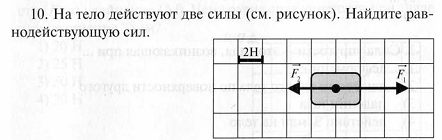 10. На тело действуют две силы (см. рисунок). Найдите рав-
нодействующую сил.
2Н
F₂ F₁